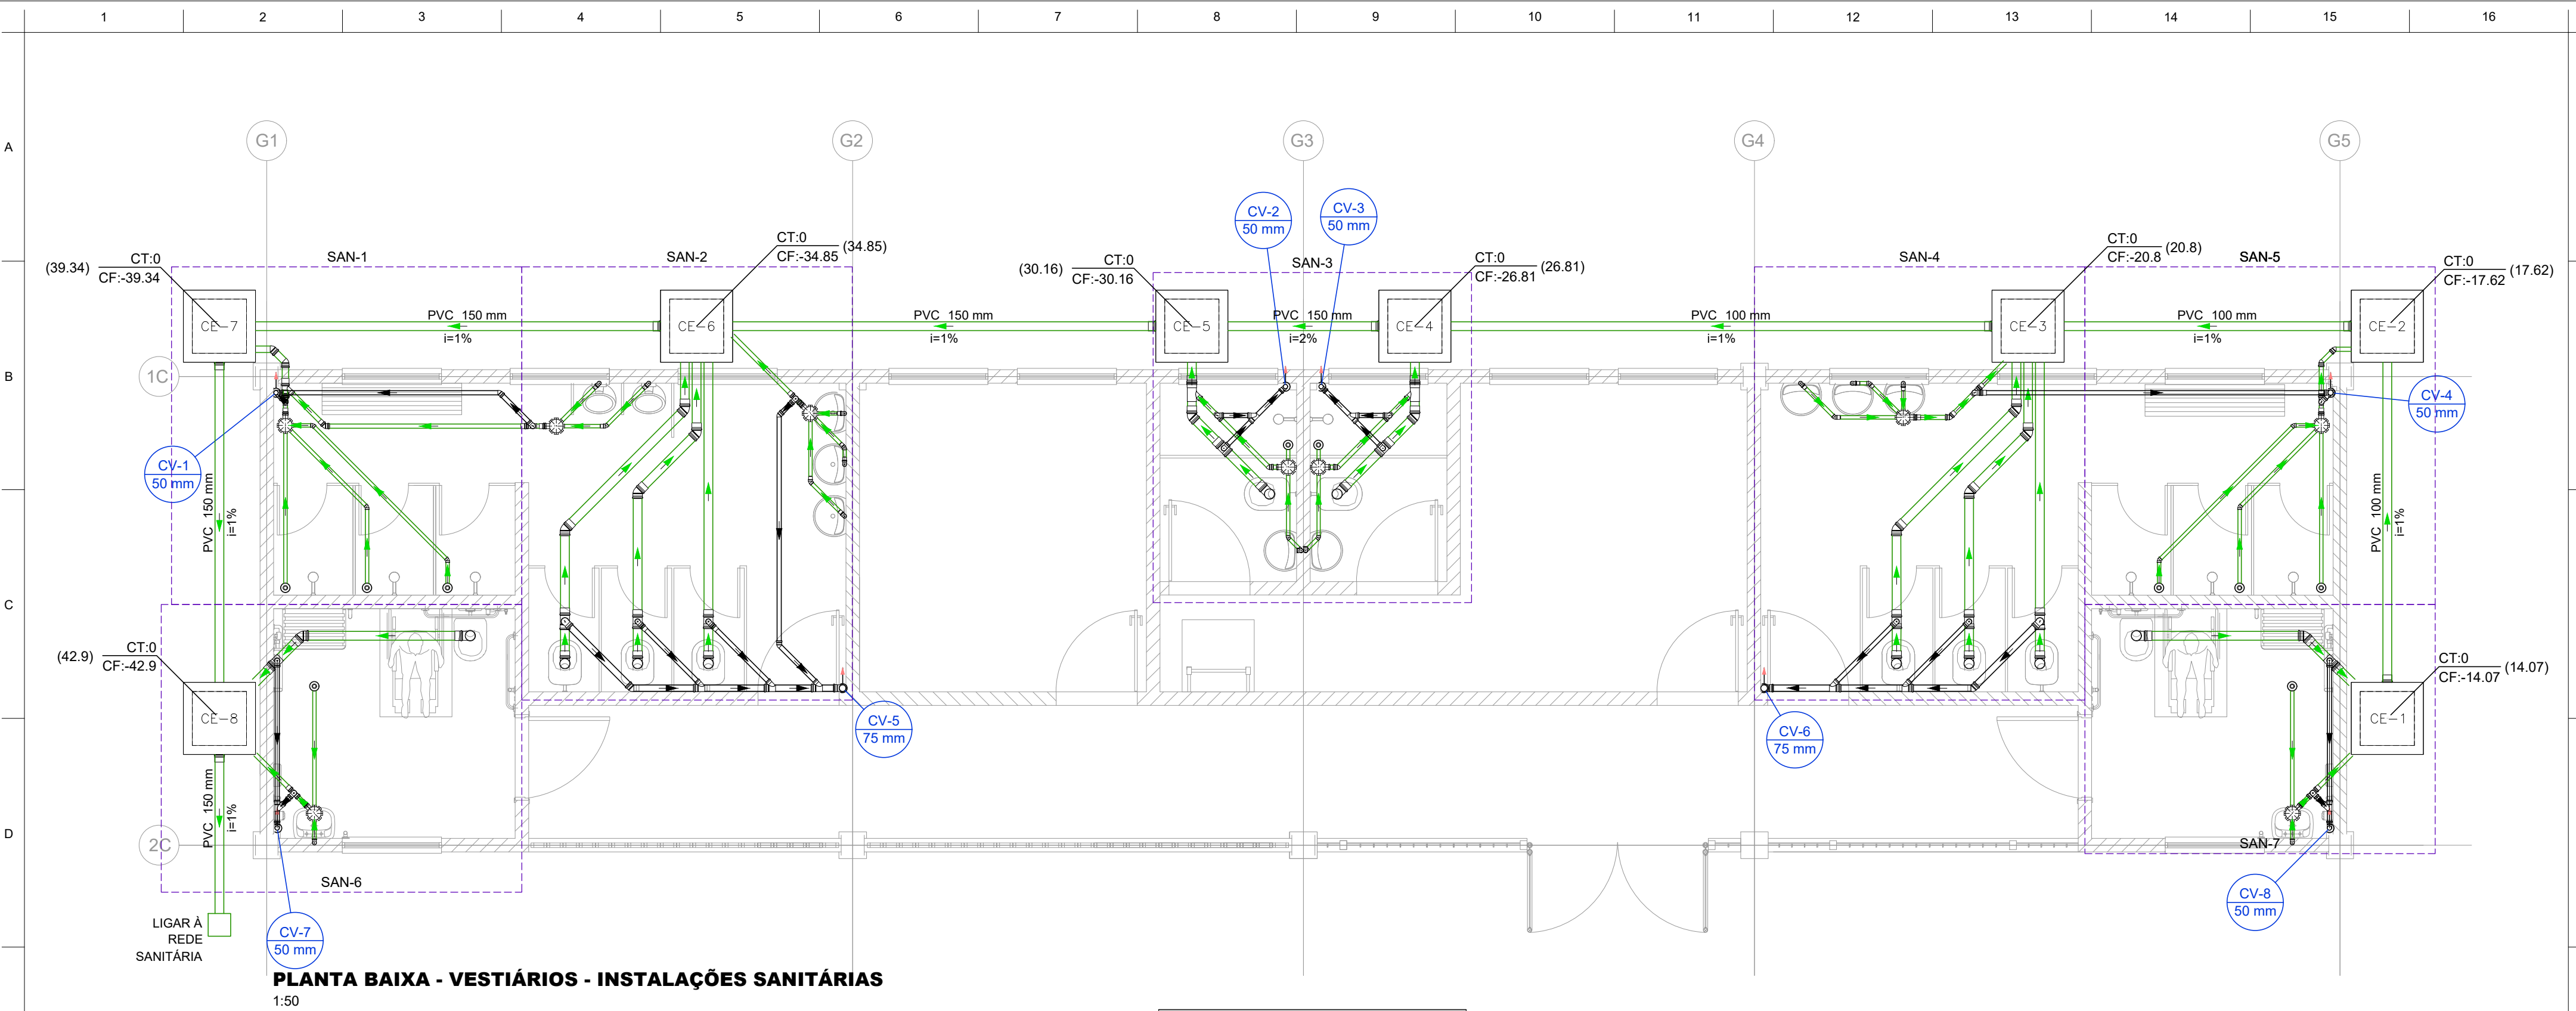 1 2 3 4 5 6 7 8 9 10 11 12 13 14 15 16
A
B
C
D
G1 G2 G3 G4 G5
1C
2C
CV-2
50 mm
CV-3
50 mm
(39.34)
CT:0
CF:-39.34
SAN-1
SAN-2
CT:0
CF:-34.85
(34.85)
(30.16)
CT:0
CF:-30.16
SAN-3
CT:0
CF:-26.81
(26.81)
SAN-4
CT:0
CF:-20.8
(20.8)
SAN-5
CT:0
CF:-17.62
(17.62)
CE-7
PVC 150 mm
i=1%
CE-6
PVC 150 mm
i=1%
CE-5
PVC 150 mm
i=2%
CE-4
PVC 100 mm
i=1%
CE-3
PVC 100 mm
i=1%
CE-2
CV-1
50 mm
CV-4
50 mm
PVC 150 mm
i=1%
PVC 100 mm
i=1%
(42.9)
CT:0
CF:-42.9
CE-8
CT:0
CF:-14.07
(14.07)
CE-1
CV-5
75 mm
CV-6
75 mm
PVC 150 mm
i=1%
SAN-6
SAN-7
CV-7
50 mm
CV-8
50 mm
LIGAR À
REDE
SANITÁRIA
PLANTA BAIXA - VESTIÁRIOS - INSTALAÇÕES SANITÁRIAS
1:50